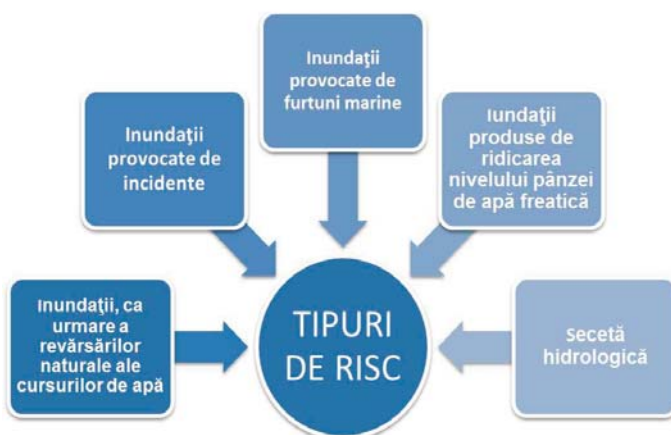 Inundaţii
provocate de
furtuni marine
Inundaţii
provocate de
incidente
Iundaţii
produse de
ridicarea
nivelului pânzei
de apă freatică
Inundaţii, ca
urmare a
revărsărilor
naturale ale
cursurilor de apă
TIPURI
DE RISC
Secetă
hidrologică